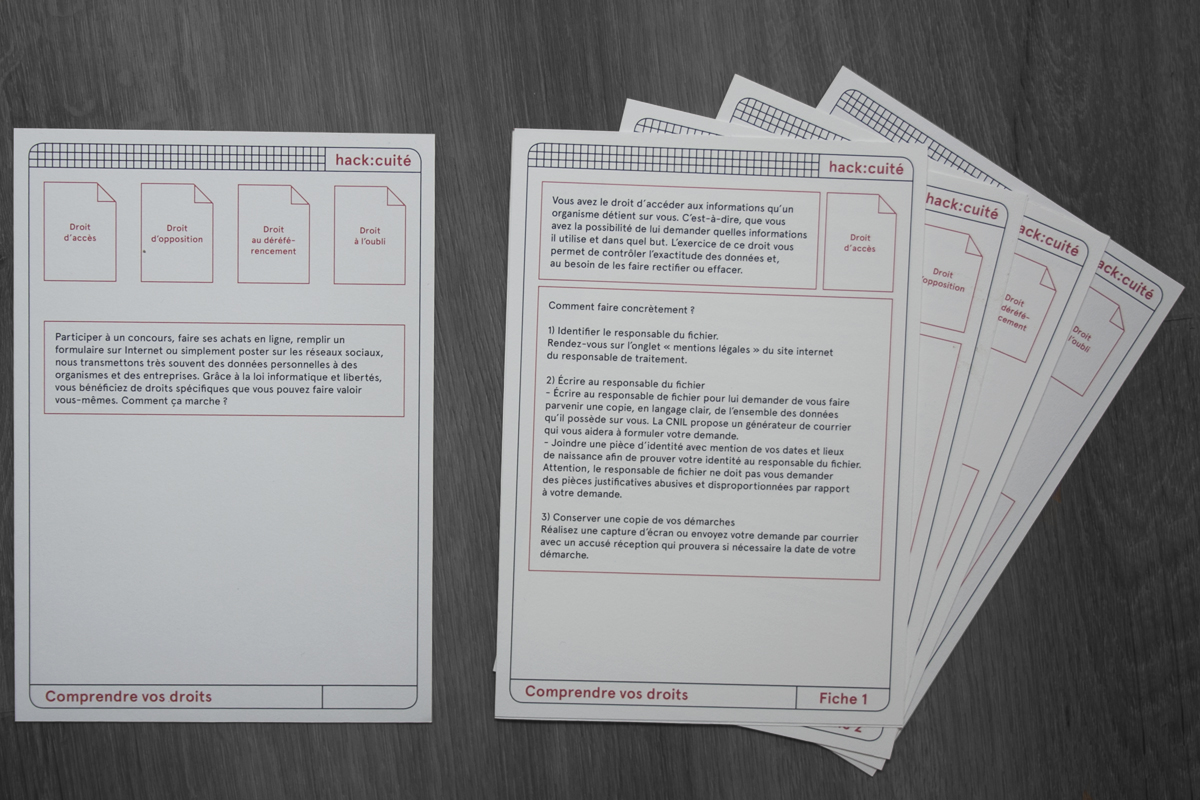 hack:cuité
Droit
d'accès
Droit
d'opposition
Droit
au déréfé-
rencement
Droit
à l'oubli
Participer à un concours, faire ses achats en ligne, remplir un
formulaire sur Internet ou simplement poster sur les réseaux sociaux,
nous transmettons très souvent des données personnelles à des
organismes et des entreprises. Grâce à la loi informatique et libertés,
vous bénéficiez de droits spécifiques que vous pouvez faire valoir
vous-mêmes. Comment ça marche ?
Comprendre vos droits
hack:cuité
Vous avez le droit d'accéder aux informations qu'un
organisme détient sur vous. C'est-à-dire, que vous
avez la possibilité de lui demander quelles informations
il utilise et dans quel but. L'exercice de ce droit vous
permet de contrôler l'exactitude des données et,
au besoin de les faire rectifier ou effacer.
Droit
d'accès
Comment faire concrètement ?
1) Identifier le responsable du fichier.
Rendez-vous sur l'onglet « mentions légales » du site internet
du responsable de traitement.
2) Écrire au responsable du fichier
- Écrire au responsable de fichier pour lui demander de vous faire
parvenir une copie, en langage clair, de l'ensemble des données
qu'il possède sur vous. La CNIL propose un générateur de courrier
qui vous aidera à formuler votre demande.
- Joindre une pièce d'identité avec mention de vos dates et lieux
de naissance afin de prouver votre identité au responsable du fichier.
Attention, le responsable de fichier ne doit pas vous demander
des pièces justificatives abusives et disproportionnées par rapport
à votre demande.
3) Conserver une copie de vos démarches
Réalisez une capture d'écran ou envoyez votre demande par courrier
avec un accusé réception qui prouvera si nécessaire la date de votre
démarche.
Comprendre vos droits
Fiche 1
hack:cuité
Droit
opposition
2
ack:cuité
Droit
déréfé-
cement
ack:cuité
Droit
l'oubli